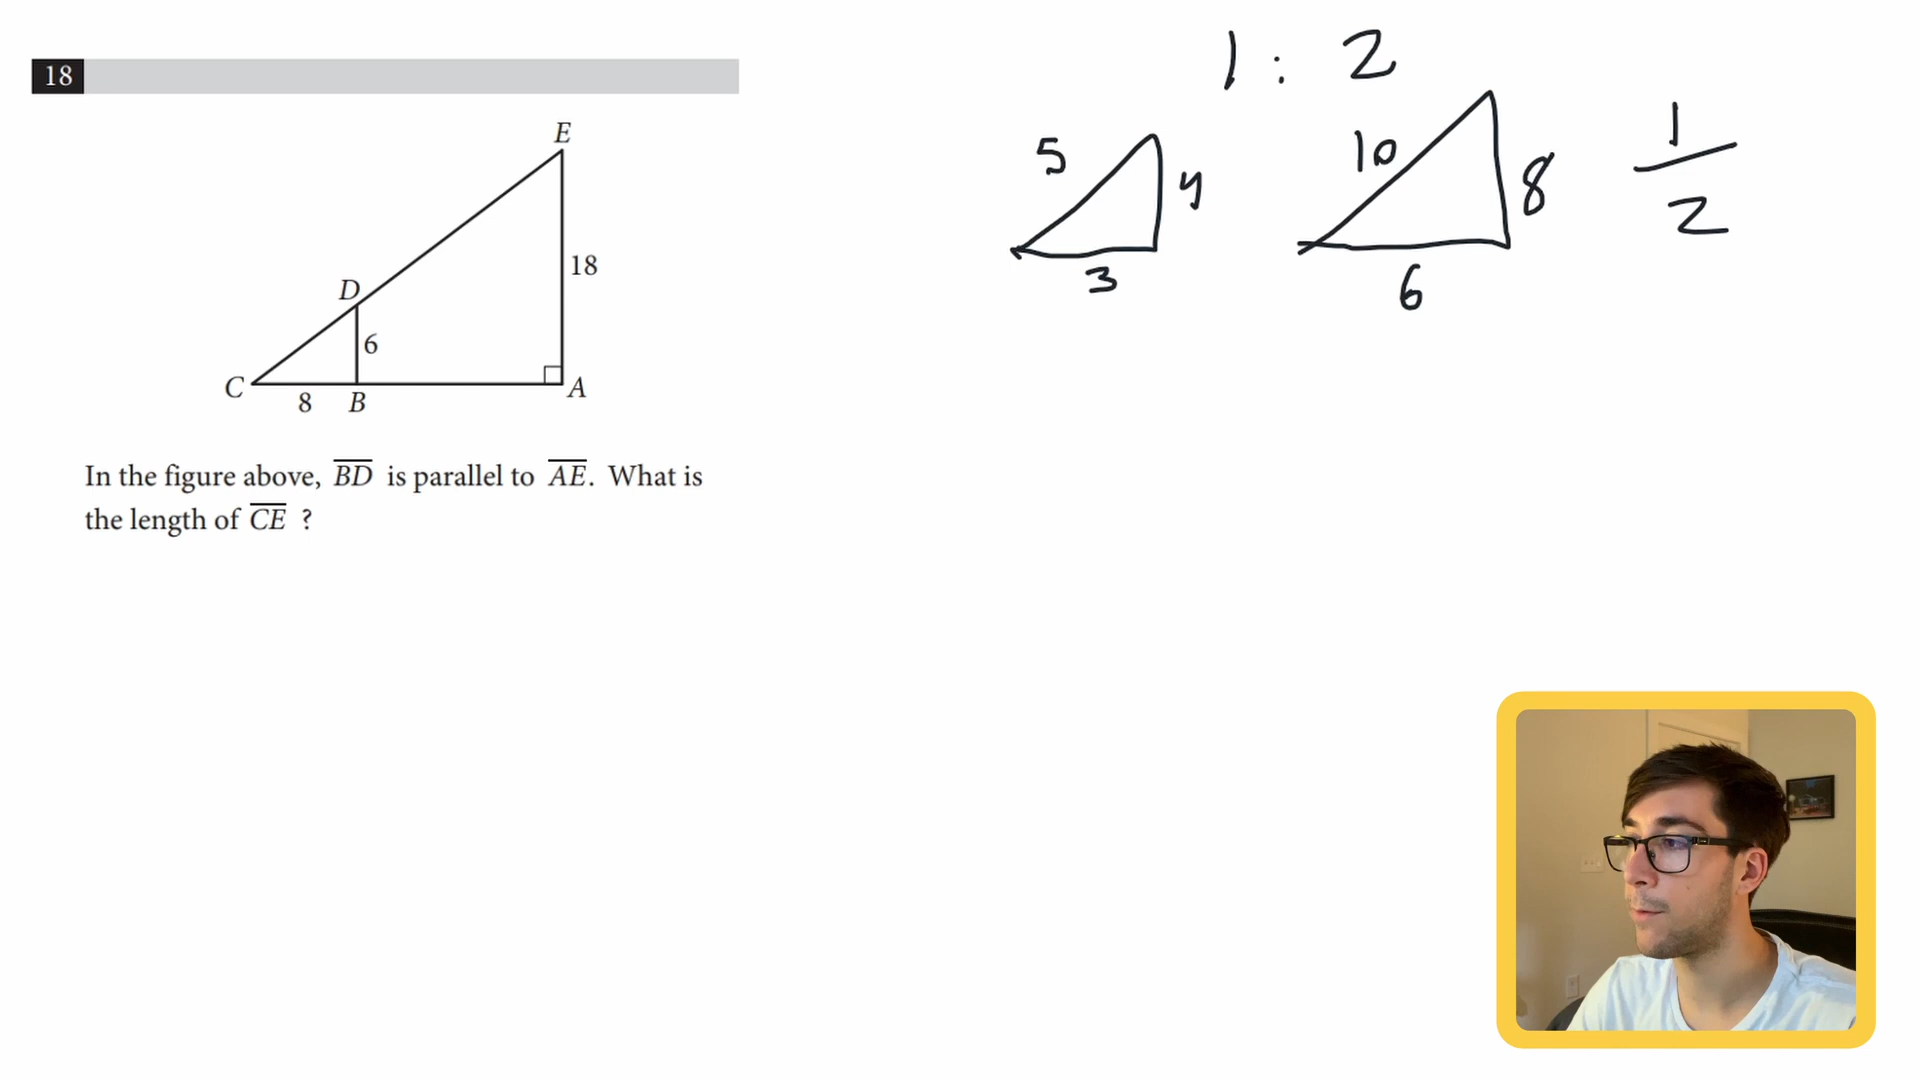 18
E
18
D
6
C
8
B
A
In the figure above, BD is parallel to AE. What is
the length of CE ?
1 : 2
5
4
3
10
8
6
1
2